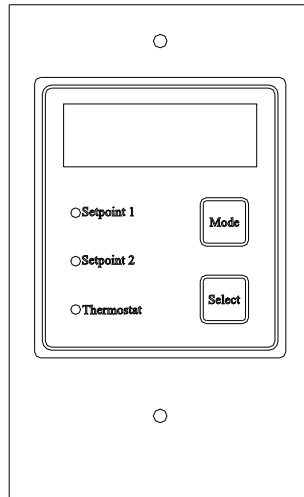 Setpoint 1
Mode
Setpoint 2
Select
Thermostat